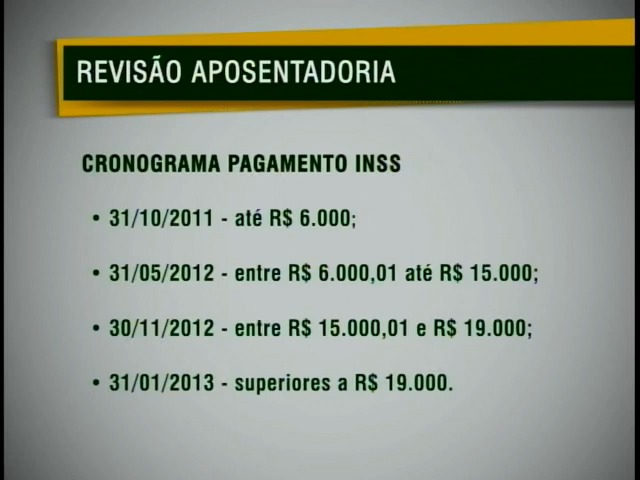 REVISÃO APOSENTADORIA
CRONOGRAMA PAGAMENTO INSS
• 31/10/2011 - até R$ 6.000;
• 31/05/2012 - entre R$ 6.000,01 até R$ 15.000;
• 30/11/2012 - entre R$ 15.000,01 e R$ 19.000;
• 31/01/2013 - superiores a R$ 19.000.